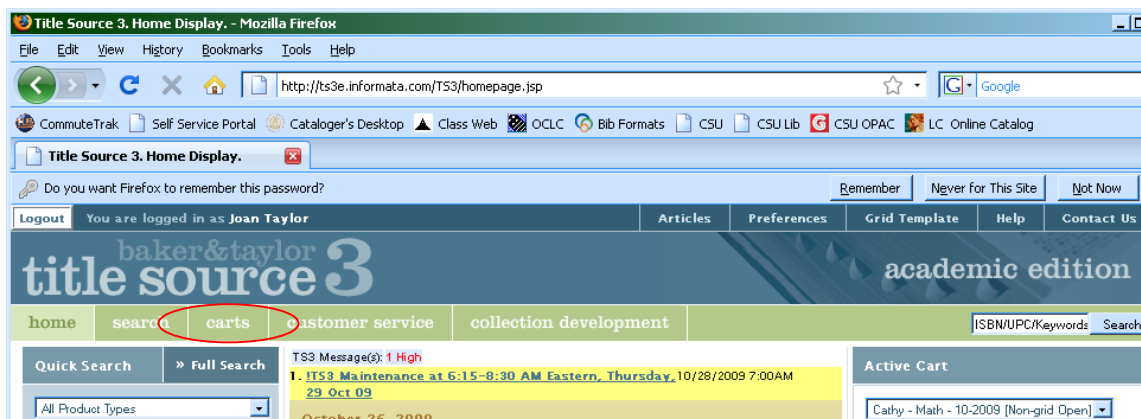 Title Source 3. Home Display. - Mozilla Firefox
File Edit View History Bookmarks Tools Help
http://ts3e.informata.com/TS3/homepage.jsp G Google
CommuteTrak Self Service Portal Cataloger's Desktop Class Web OCLC Bib Formats CSU CSU Lib G CSU OPAC LC Online Catalog
Title Source 3. Home Display.
Do you want Firefox to remember this password? Remember Never for This Site Not Now
Logout You are logged in as Joan Taylor Articles Preferences Grid Template Help Contact Us
baker&taylor
title source 3 academic edition
home search carts customer service collection development ISBN/UPC/Keywords Search
Quick Search » Full Search TS3 Message(s): 1 High Active Cart
1. !TS3 Maintenance at 6:15-8:30 AM Eastern, Thursday, 10/28/2009 7:00AM
29 Oct 09
All Product Types October 26, 2009 Cathy - Math - 10-2009 [Non-grid Open]